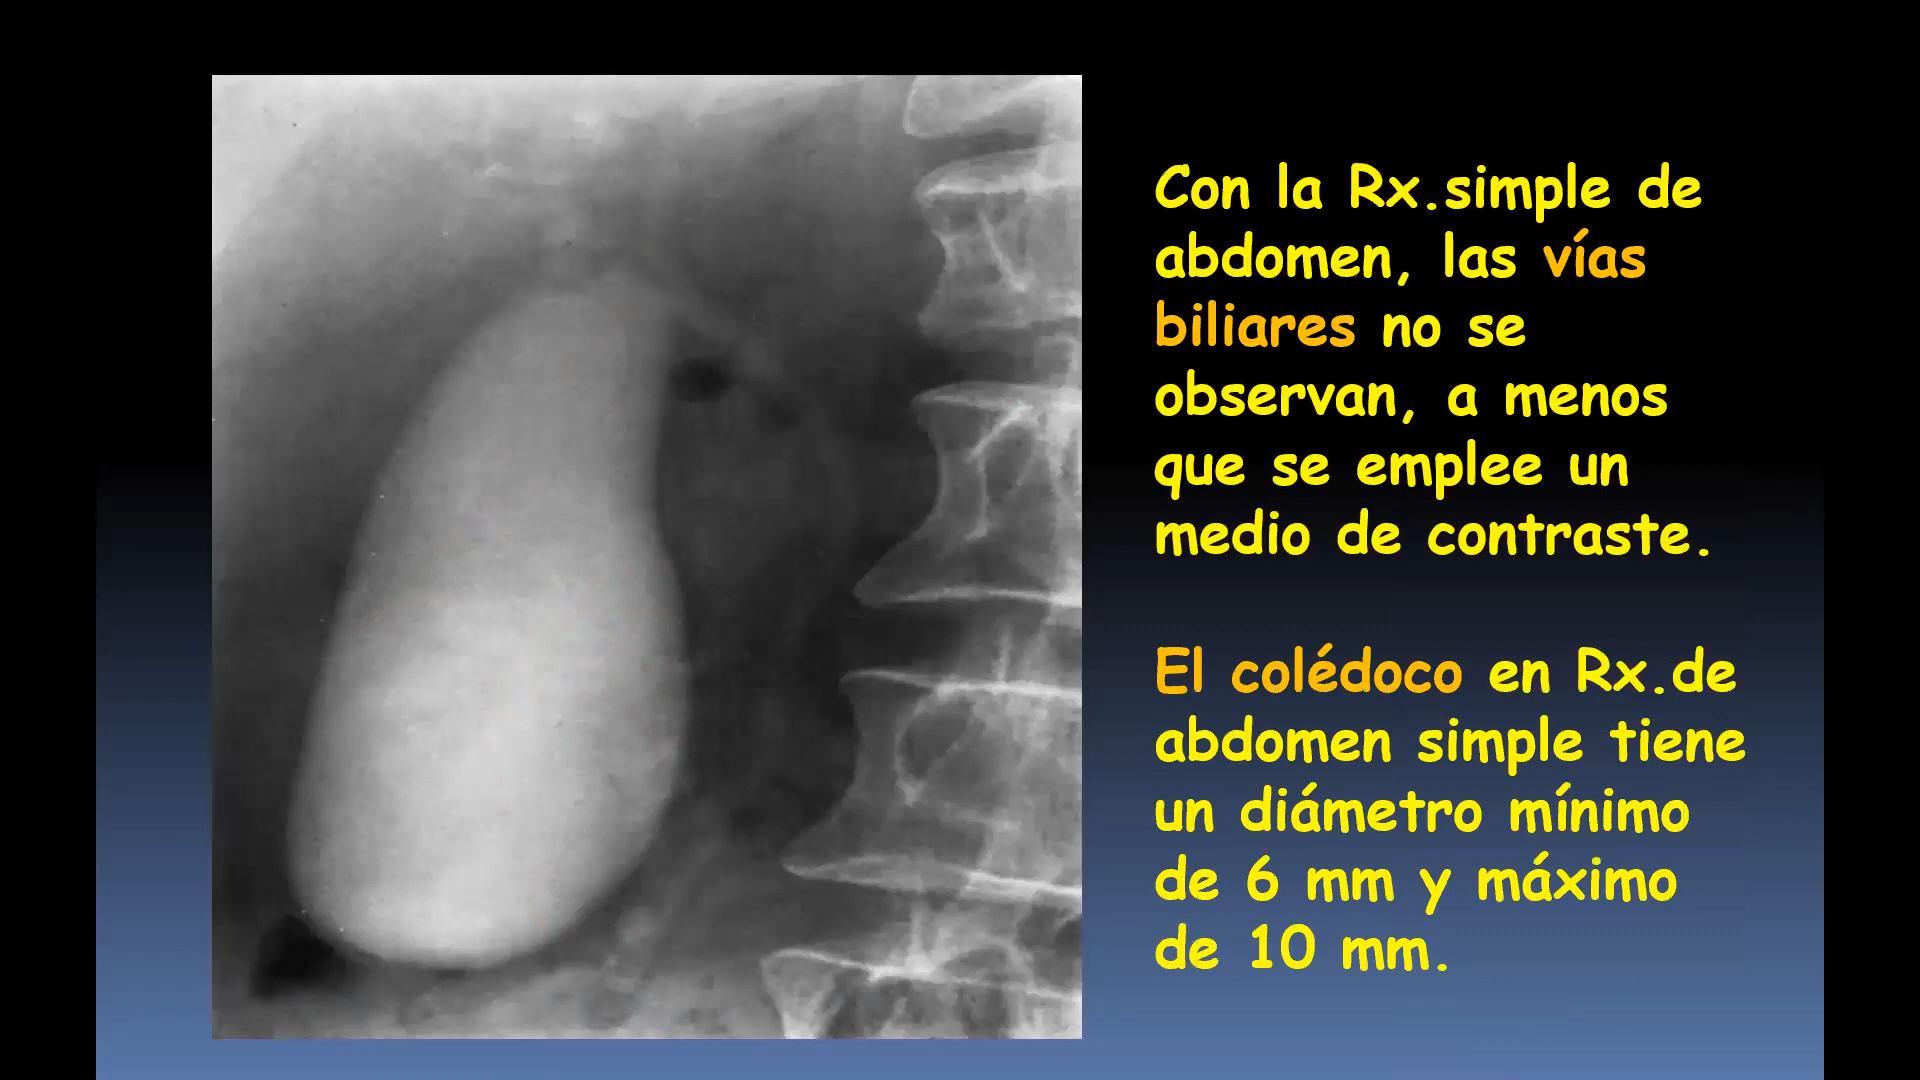 Con la Rx.simple de
abdomen, las vías
biliares no se
observan, a menos
que se emplee un
medio de contraste.
El colédoco en Rx.de
abdomen simple tiene
un diámetro mínimo
de 6 mm y máximo
de 10 mm.